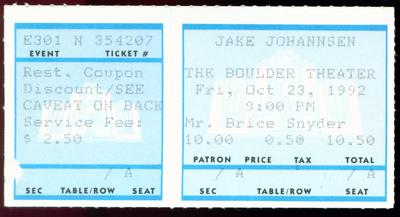 E301 N 354207
EVENT TICKET #
Rest. Coupon
Discount/SEE
CAVEAT ON BACK
Service Fee:
$ 2.50
/ A
SEC TABLE/ROW SEAT
JAKE JOHANNSEN
THE BOULDER THEATER
Fri, Oct 23, 1992
9:00 PM
Mr. Brice Snyder
10.00 0.50 10.50
PATRON PRICE TAX TOTAL
/ A / A
SEC TABLE/ROW SEAT